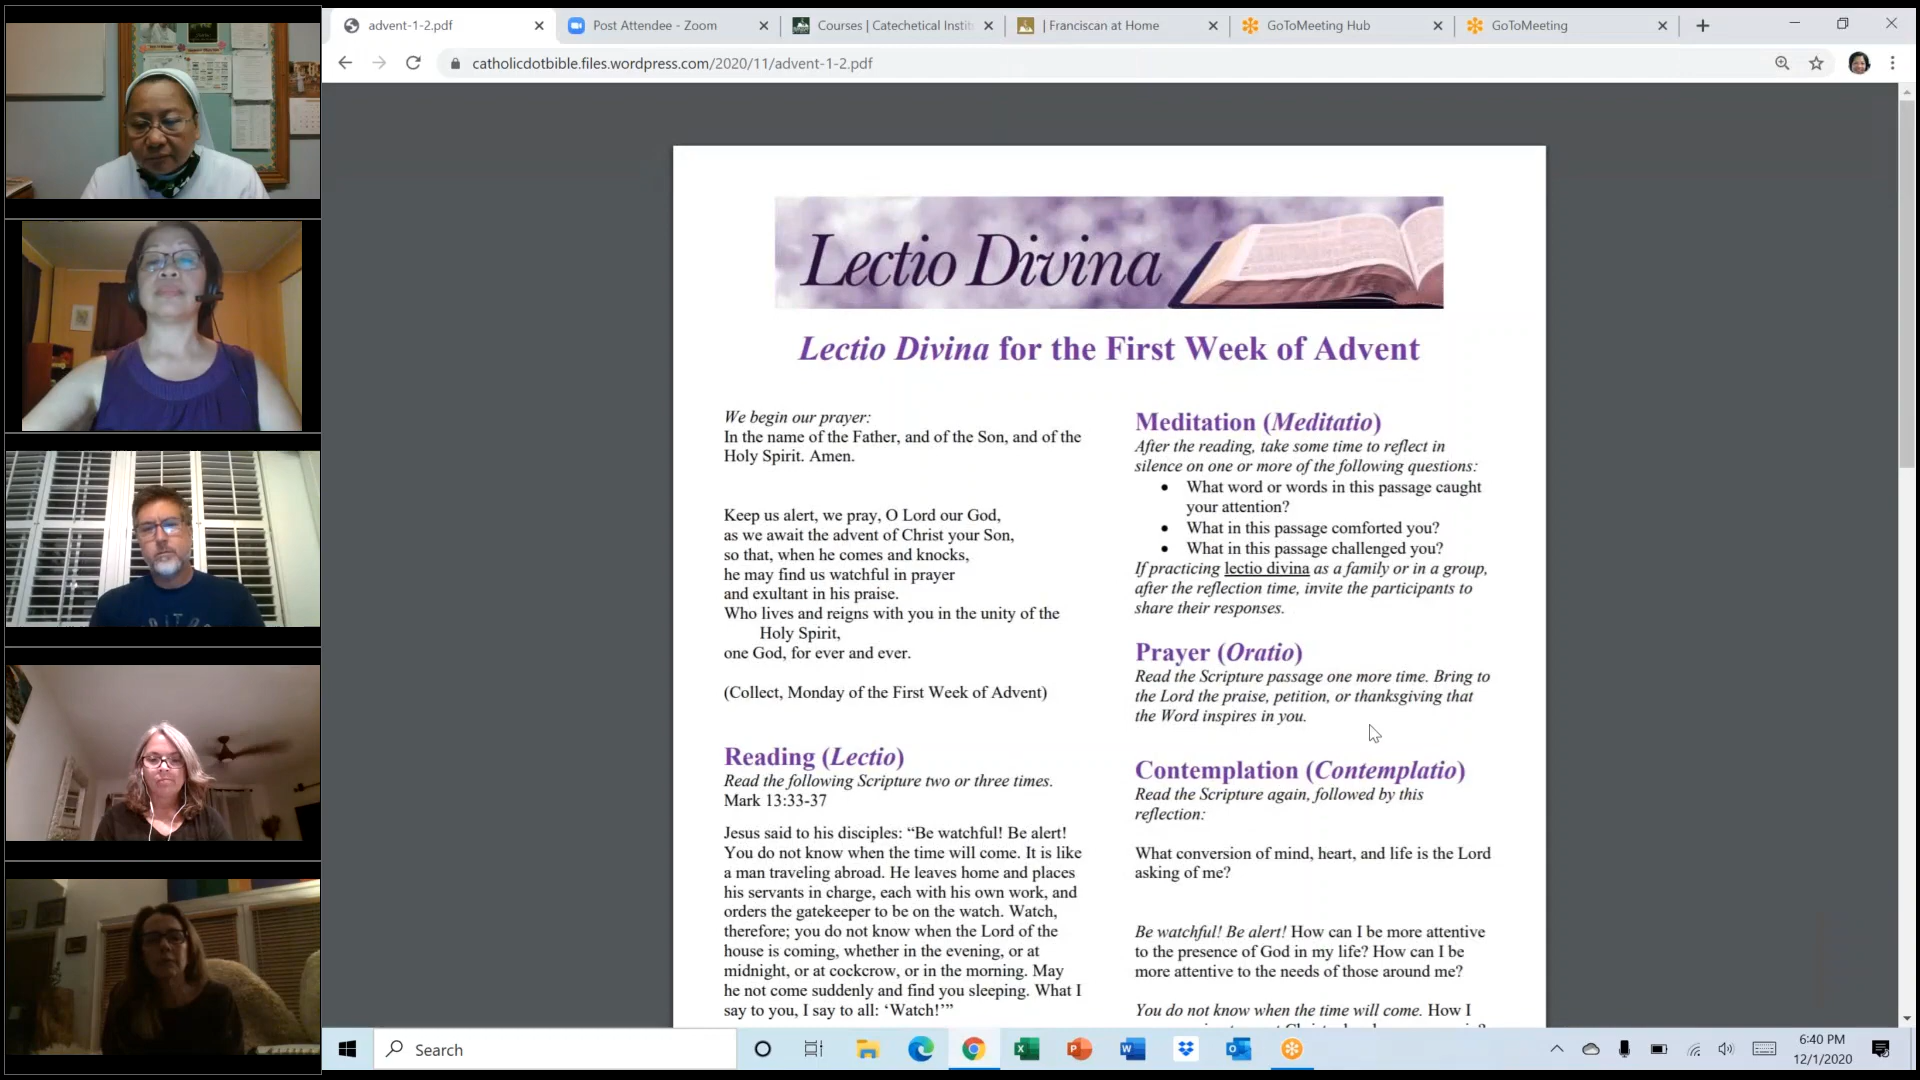 advent-1-2.pdf
Post Attendee - Zoom
Courses | Catechetical Instit
| Franciscan at Home
GoToMeeting Hub
GoToMeeting
catholicdotbible.files.wordpress.com/2020/11/advent-1-2.pdf
Lectio Divina
Lectio Divina for the First Week of Advent
We begin our prayer:
In the name of the Father, and of the Son, and of the
Holy Spirit. Amen.
Keep us alert, we pray, O Lord our God,
as we await the advent of Christ your Son,
so that, when he comes and knocks,
he may find us watchful in prayer
and exultant in his praise.
Who lives and reigns with you in the unity of the
Holy Spirit,
one God, for ever and ever.
(Collect, Monday of the First Week of Advent)
Reading (Lectio)
Read the following Scripture two or three times.
Mark 13:33-37
Jesus said to his disciples: “Be watchful! Be alert!
You do not know when the time will come. It is like
a man traveling abroad. He leaves home and places
his servants in charge, each with his own work, and
orders the gatekeeper to be on the watch. Watch,
therefore; you do not know when the Lord of the
house is coming, whether in the evening, or at
midnight, or at cockcrow, or in the morning. May
he not come suddenly and find you sleeping. What I
say to you, I say to all: ‘Watch!’”
Meditation (Meditatio)
After the reading, take some time to reflect in
silence on one or more of the following questions:
• What word or words in this passage caught
your attention?
• What in this passage comforted you?
• What in this passage challenged you?
If practicing lectio divina as a family or in a group,
after the reflection time, invite the participants to
share their responses.
Prayer (Oratio)
Read the Scripture passage one more time. Bring to
the Lord the praise, petition, or thanksgiving that
the Word inspires in you.
Contemplation (Contemplatio)
Read the Scripture again, followed by this
reflection:
What conversion of mind, heart, and life is the Lord
asking of me?
Be watchful! Be alert! How can I be more attentive
to the presence of God in my life? How can I be
more attentive to the needs of those around me?
You do not know when the time will come. How I
Search
6:40 PM
12/1/2020